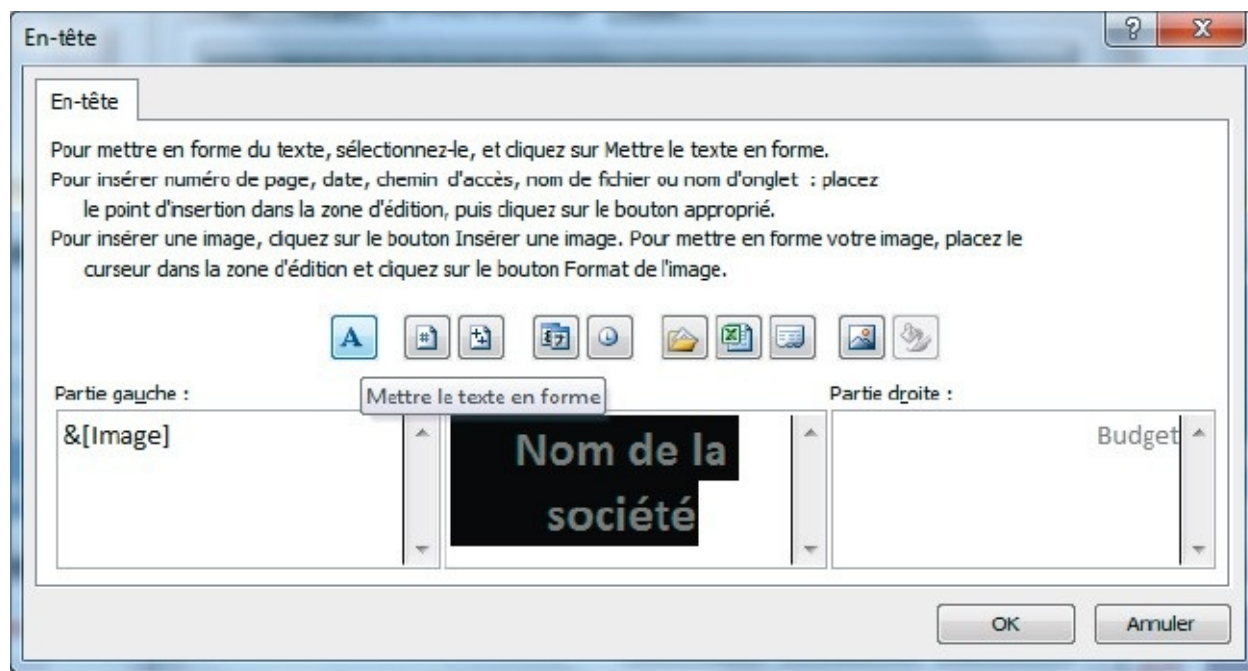 En-tête
En-tête
Pour mettre en forme du texte, sélectionnez-le, et cliquez sur Mettre le texte en forme.
Pour insérer numéro de page, date, chemin d'accès, nom de fichier ou nom d'onglet : placez
le point d'insertion dans la zone d'édition, puis cliquez sur le bouton approprié.
Pour insérer une image, cliquez sur le bouton Insérer une image. Pour mettre en forme votre image, placez le
curseur dans la zone d'édition et cliquez sur le bouton Format de l'image.
A
Mettre le texte en forme
Partie gauche :
Partie droite :
&[Image]
Nom de la
société
Budget
OK
Annuler